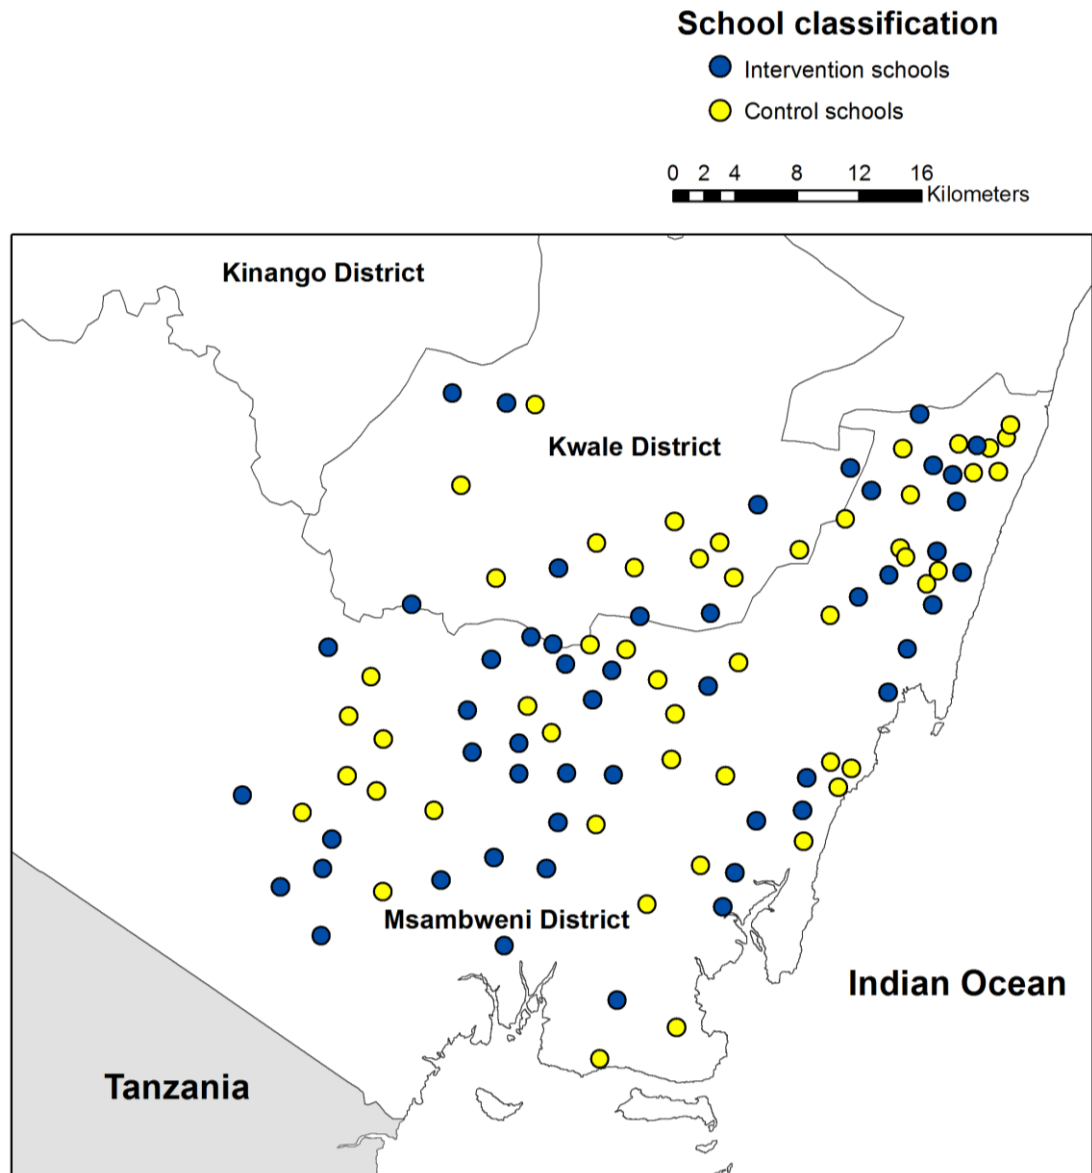 School classification
Intervention schools
Control schools
0 2 4 8 12 16
Kilometers
Kinango District
Kwale District
Msambweni District
Indian Ocean
Tanzania